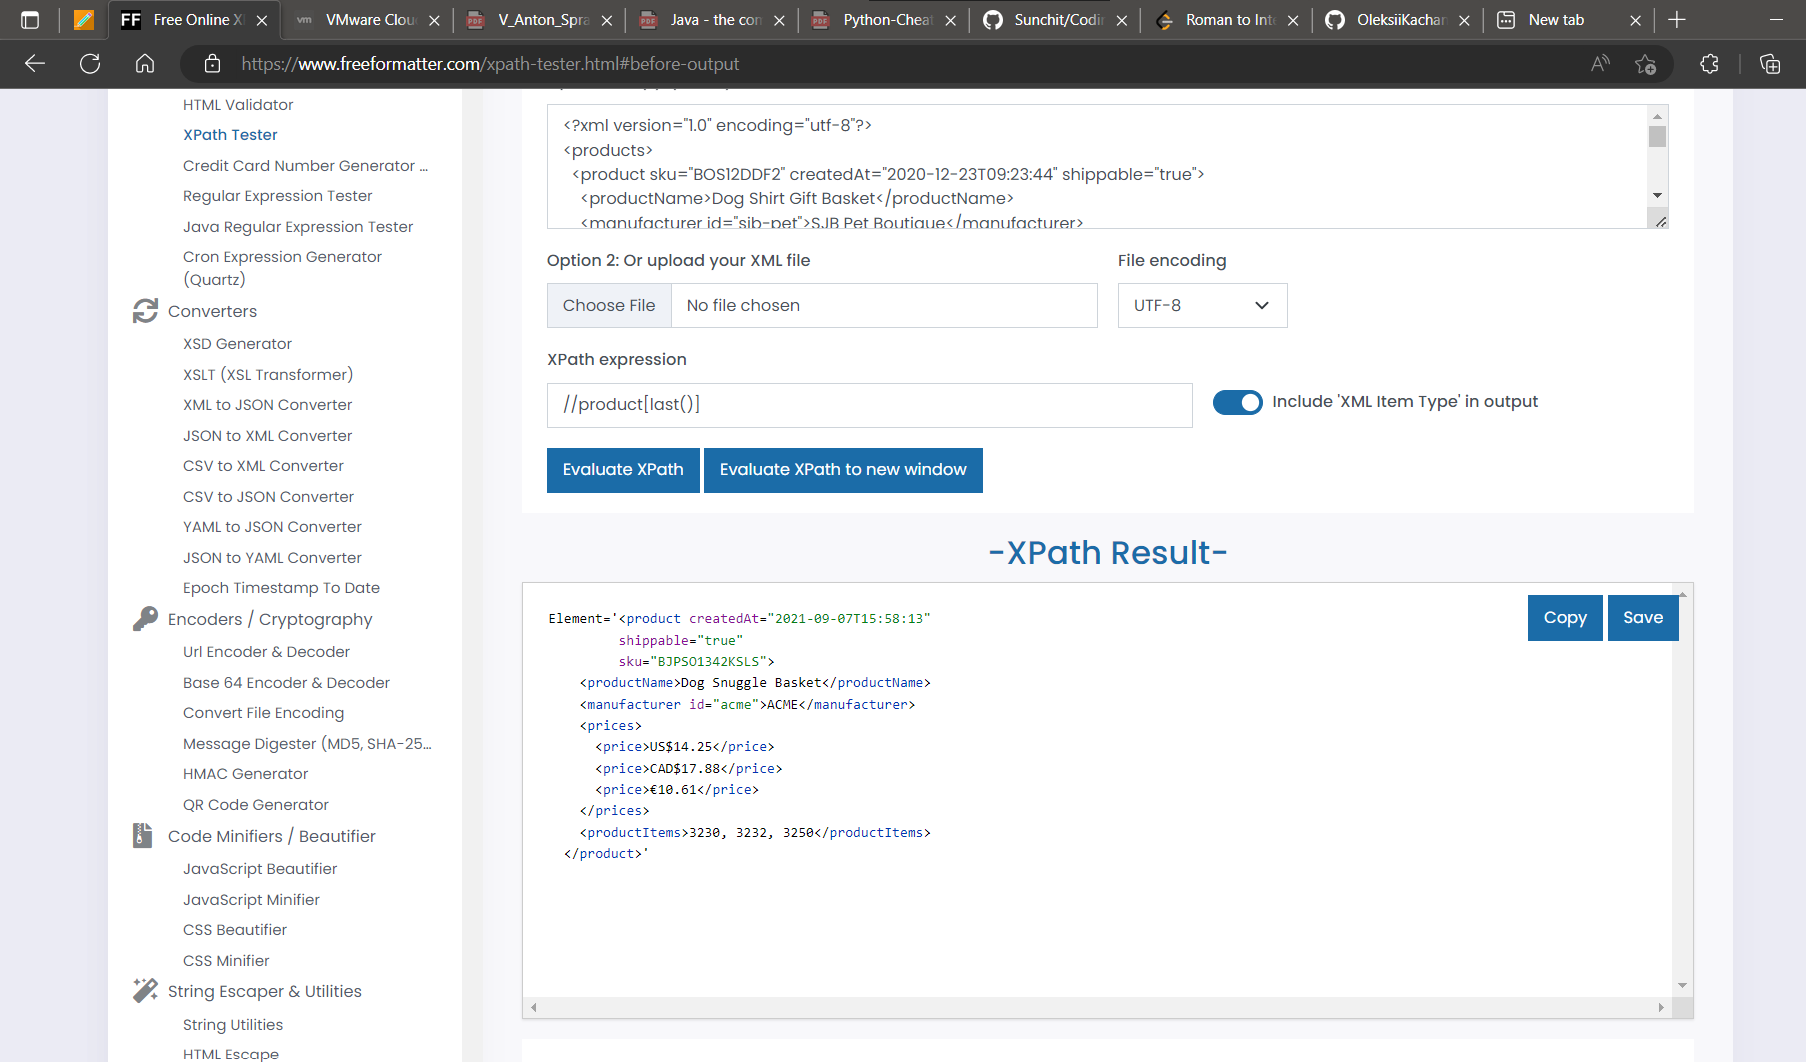 Free Online X
VMware Clou
V_Anton_Spra
Java - the con
Python-Cheat
Sunchit/Codin
Roman to Inte
OleksiiKachan
New tab
https://www.freeformatter.com/xpath-tester.html#before-output
HTML Validator
XPath Tester
Credit Card Number Generator ...
Regular Expression Tester
Java Regular Expression Tester
Cron Expression Generator
(Quartz)
Converters
XSD Generator
XSLT (XSL Transformer)
XML to JSON Converter
JSON to XML Converter
CSV to XML Converter
CSV to JSON Converter
YAML to JSON Converter
JSON to YAML Converter
Epoch Timestamp To Date
Encoders / Cryptography
Url Encoder & Decoder
Base 64 Encoder & Decoder
Convert File Encoding
Message Digester (MD5, SHA-25...
HMAC Generator
QR Code Generator
Code Minifiers / Beautifier
JavaScript Beautifier
JavaScript Minifier
CSS Beautifier
CSS Minifier
String Escaper & Utilities
String Utilities
HTML Escape
<?xml version="1.0" encoding="utf-8"?>
<products>
<product sku="BOS12DDF2" createdAt="2020-12-23T09:23:44" shippable="true">
<productName>Dog Shirt Gift Basket</productName>
<manufacturer id="sjb-pet">SJB Pet Boutique</manufacturer>
Option 2: Or upload your XML file
File encoding
Choose File
No file chosen
UTF-8
XPath expression
//product[last()]
Include 'XML Item Type' in output
Evaluate XPath
Evaluate XPath to new window
-XPath Result-
Copy
Save
Element='<product createdAt="2021-09-07T15:58:13"
shippable="true"
sku="BJPSO1342KSLS">
<productName>Dog Snuggle Basket</productName>
<manufacturer id="acme">ACME</manufacturer>
<prices>
<price>US$14.25</price>
<price>CAD$17.88</price>
<price>€10.61</price>
</prices>
<productItems>3230, 3232, 3250</productItems>
</product>'